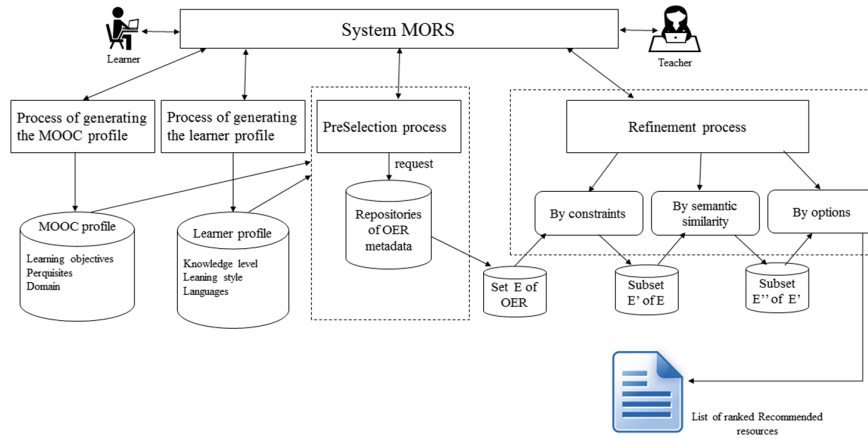 System MORS
Learner
Teacher
Process of generating
the MOOC profile
Process of generating
the learner profile
PreSelection process
Refinement process
request
By constraints
By semantic
similarity
By options
MOOC profile
Learning objectives
Perquisites
Domain
Learner profile
Knowledge level
Leaning style
Languages
Repositories
of OER
metadata
Set E of
OER
Subset
E' of E
Subset
E'' of E'
List of ranked Recommended
resources